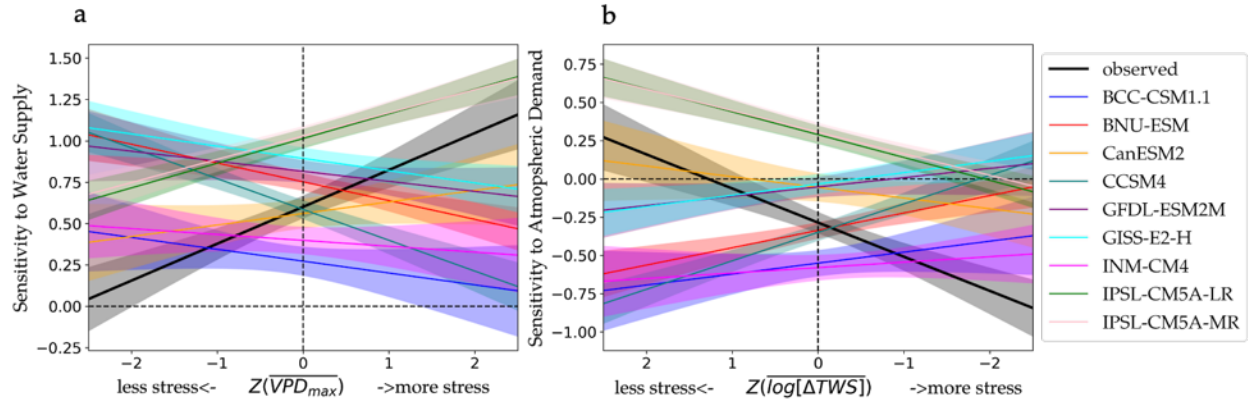 a
b
Sensitivity to Water Supply
1.50
1.25
1.00
0.75
0.50
0.25
0.00
−0.25
−2
−1
0
1
2
less stress<-
Z(VPDmax)
->more stress
Sensitivity to Atmopspheric Demand
0.75
0.50
0.25
0.00
−0.25
−0.50
−0.75
−1.00
2
1
0
−1
−2
less stress<-
Z(log[ΔTWS])
->more stress
observed
BCC-CSM1.1
BNU-ESM
CanESM2
CCSM4
GFDL-ESM2M
GISS-E2-H
INM-CM4
IPSL-CM5A-LR
IPSL-CM5A-MR